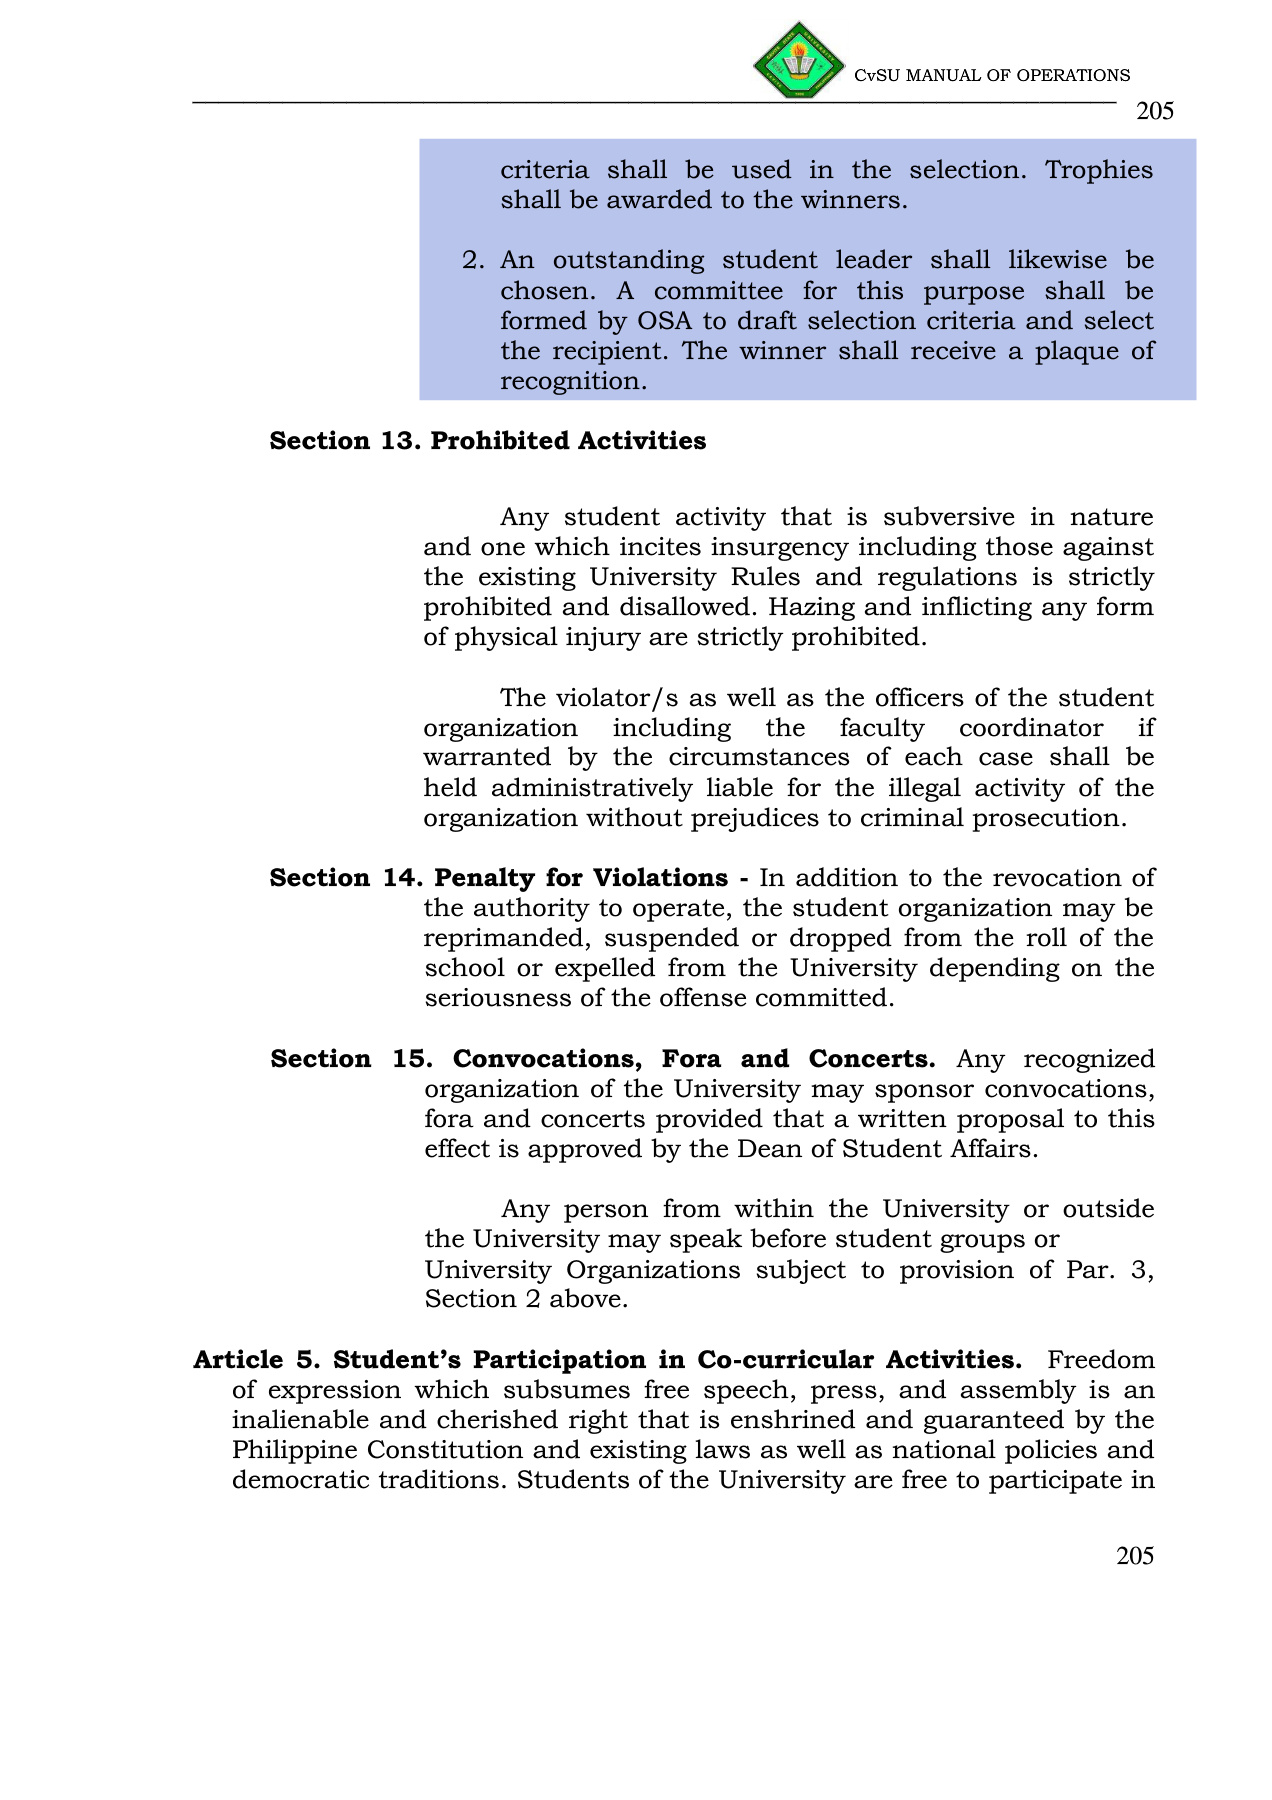 CvSU MANUAL OF OPERATIONS
205
criteria shall be used in the selection. Trophies
shall be awarded to the winners.
2. An outstanding student leader shall likewise be
chosen. A committee for this purpose shall be
formed by OSA to draft selection criteria and select
the recipient. The winner shall receive a plaque of
recognition.
Section 13. Prohibited Activities
Any student activity that is subversive in nature
and one which incites insurgency including those against
the existing University Rules and regulations is strictly
prohibited and disallowed. Hazing and inflicting any form
of physical injury are strictly prohibited.
The violator/s as well as the officers of the student
organization including the faculty coordinator if
warranted by the circumstances of each case shall be
held administratively liable for the illegal activity of the
organization without prejudices to criminal prosecution.
Section 14. Penalty for Violations - In addition to the revocation of
the authority to operate, the student organization may be
reprimanded, suspended or dropped from the roll of the
school or expelled from the University depending on the
seriousness of the offense committed.
Section 15. Convocations, Fora and Concerts. Any recognized
organization of the University may sponsor convocations,
fora and concerts provided that a written proposal to this
effect is approved by the Dean of Student Affairs.
Any person from within the University or outside
the University may speak before student groups or
University Organizations subject to provision of Par. 3,
Section 2 above.
Article 5. Student’s Participation in Co-curricular Activities. Freedom
of expression which subsumes free speech, press, and assembly is an
inalienable and cherished right that is enshrined and guaranteed by the
Philippine Constitution and existing laws as well as national policies and
democratic traditions. Students of the University are free to participate in
205